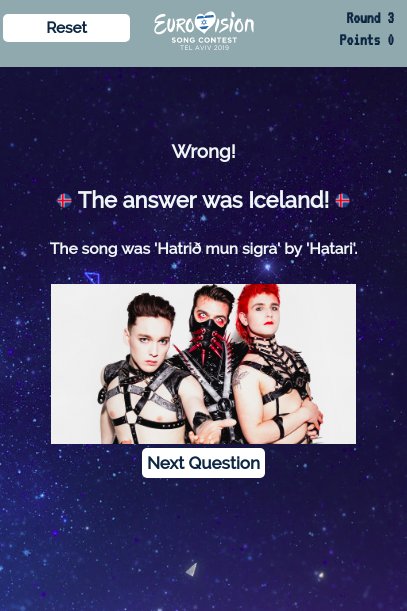 Reset
EUROVISION
SONG CONTEST
TEL AVIV 2019
Round 3
Points 0
Wrong!
The answer was Iceland!
The song was 'Hatrið mun sigra' by 'Hatari'.
Next Question